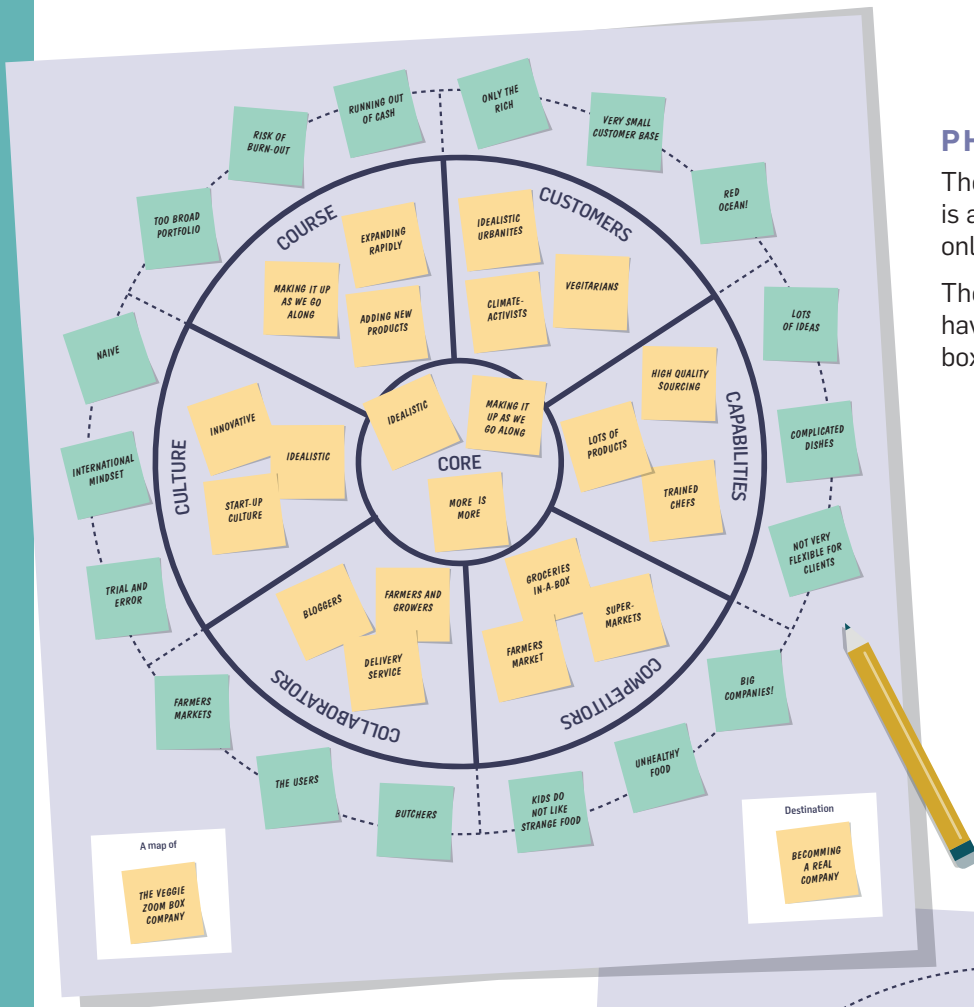 RUNNING OUT
OF CASH
ONLY THE
RICH
RISK OF
BURN-OUT
VERY SMALL
CUSTOMER BASE
TOO BROAD
PORTFOLIO
RED
OCEAN!
COURSE
EXPANDING
RAPIDLY
MAKING IT UP
AS WE GO
ALONG
ADDING NEW
PRODUCTS
CUSTOMERS
IDEALISTIC
URBANITES
CLIMATE-
ACTIVISTS
VEGITARIANS
NAIVE
INTERNATIONAL
MINDSET
TRIAL AND
ERROR
CULTURE
INNOVATIVE
IDEALISTIC
START-UP
CULTURE
IDEALISTIC
MAKING IT
UP AS WE
GO ALONG
CORE
MORE IS
MORE
HIGH QUALITY
SOURCING
LOTS OF
PRODUCTS
TRAINED
CHEFS
CAPABILITIES
LOTS
OF IDEAS
COMPLICATED
DISHES
NOT VERY
FLEXIBLE FOR
CLIENTS
BLOGGERS
FARMERS AND
GROWERS
DELIVERY
SERVICE
COLLABORATORS
GROCERIES
IN-A-BOX
SUPER-
MARKETS
FARMERS
MARKET
COMPETITORS
FARMERS
MARKETS
THE USERS
BUTCHERS
KIDS DO
NOT LIKE
STRANGE FOOD
UNHEALTHY
FOOD
BIG
COMPANIES!
A map of
THE VEGGIE
ZOOM BOX
COMPANY
Destination
BECOMMING
A REAL
COMPANY
PH
The
is a
onl
The
hav
box